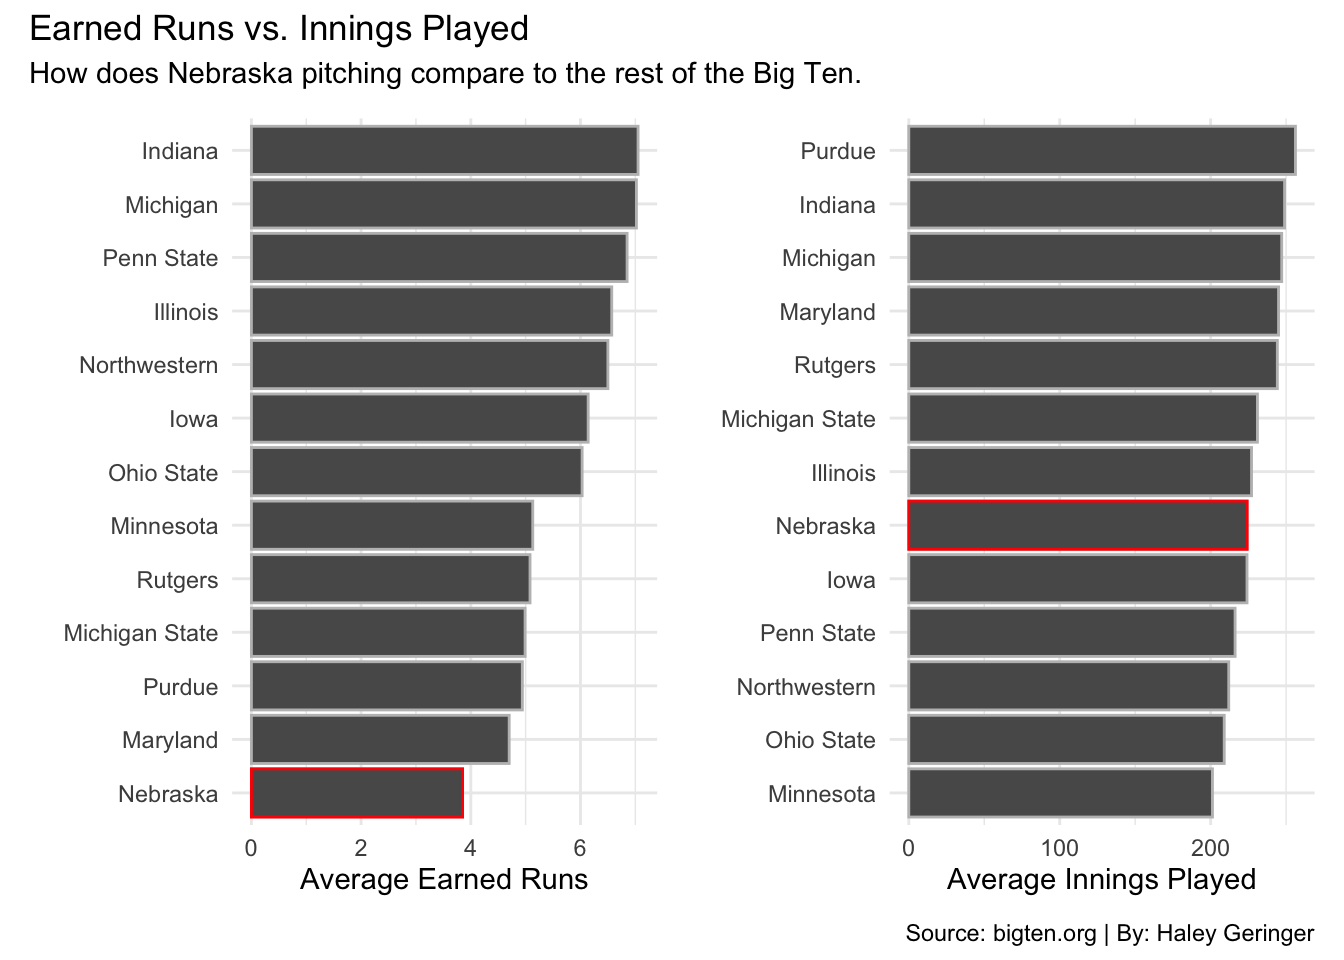 Earned Runs vs. Innings Played
How does Nebraska pitching compare to the rest of the Big Ten.
Indiana
Michigan
Penn State
Illinois
Northwestern
Iowa
Ohio State
Minnesota
Rutgers
Michigan State
Purdue
Maryland
Nebraska
0 2 4 6
Average Earned Runs
Purdue
Indiana
Michigan
Maryland
Rutgers
Michigan State
Illinois
Nebraska
Iowa
Penn State
Northwestern
Ohio State
Minnesota
0 100 200
Average Innings Played
Source: bigten.org | By: Haley Geringer